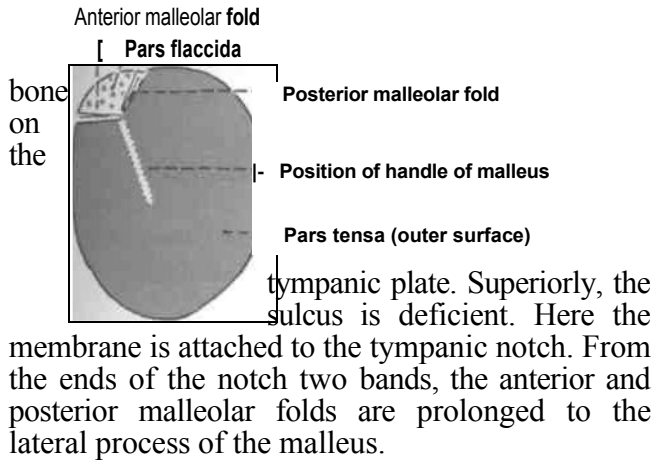 Anterior malleolar fold
[ Pars flaccida
bone
on
the
Posterior malleolar fold
|- Position of handle of malleus
Pars tensa (outer surface)
tympanic plate. Superiorly, the
sulcus is deficient. Here the
membrane is attached to the tympanic notch. From
the ends of the notch two bands, the anterior and
posterior malleolar folds are prolonged to the
lateral process of the malleus.